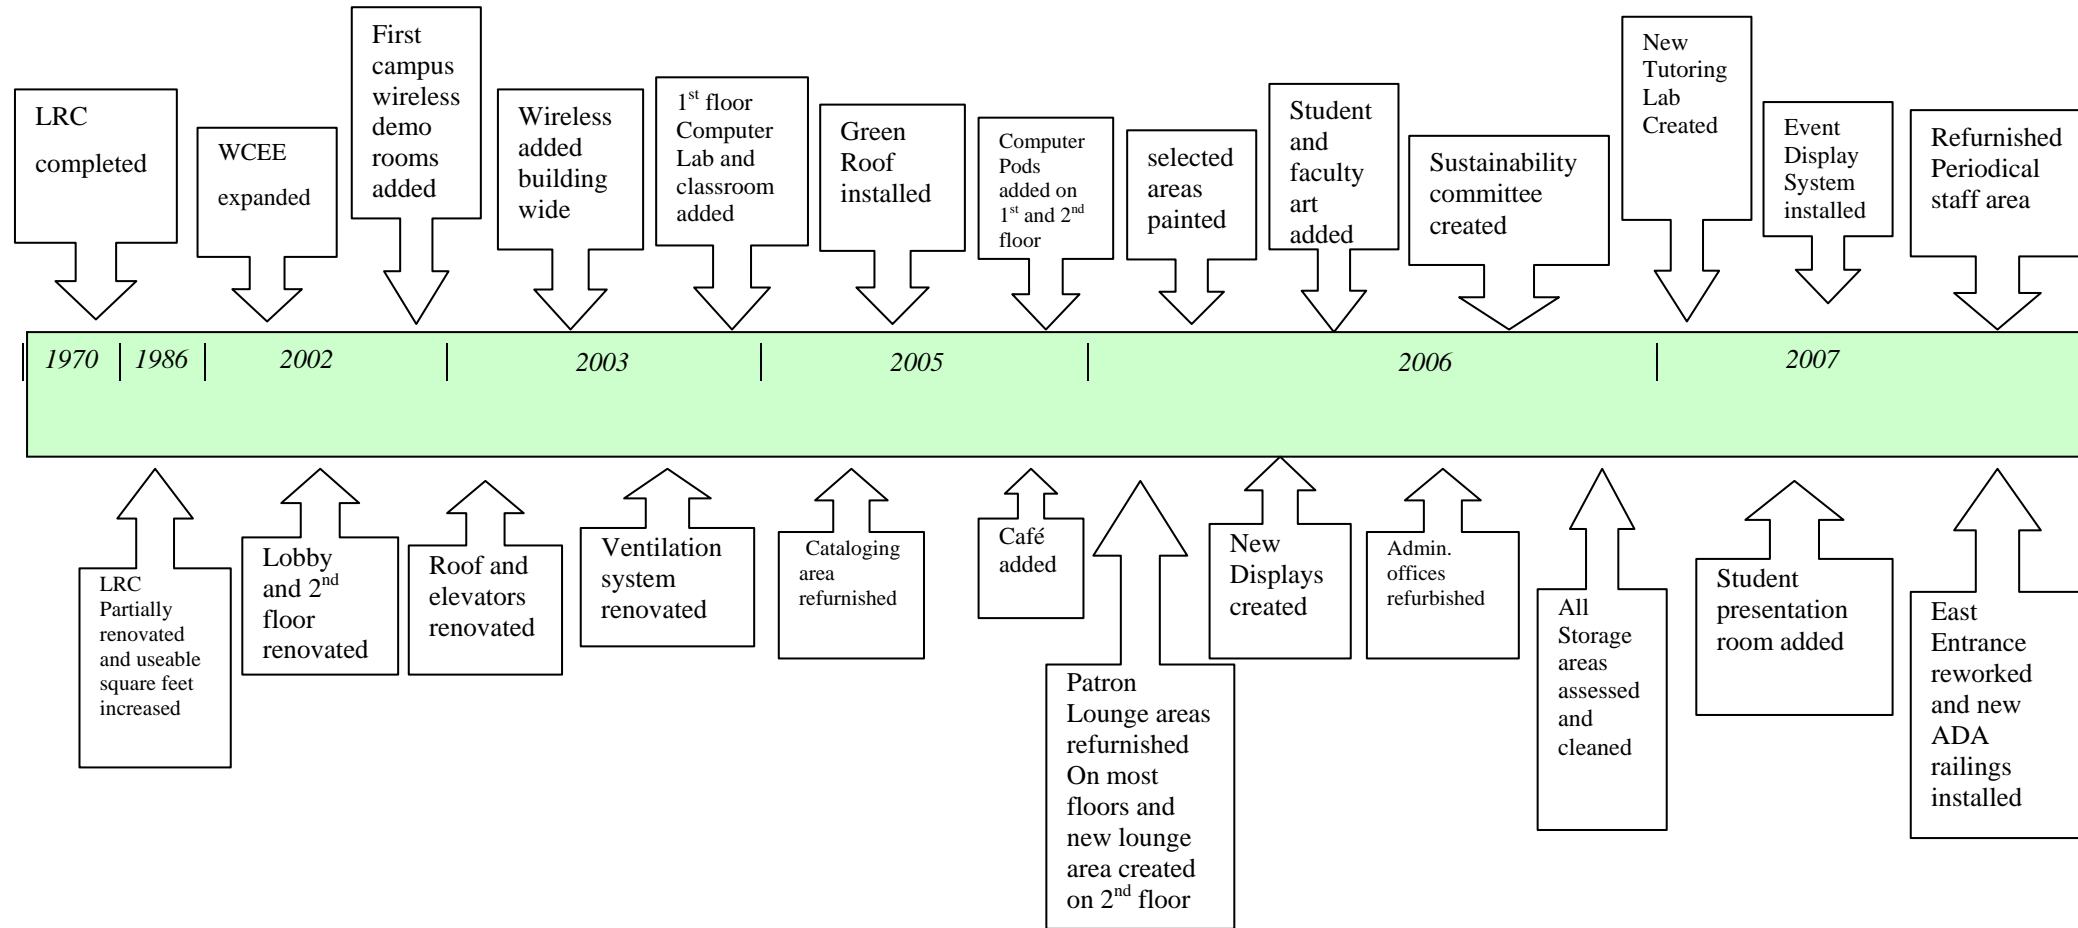 LRC
completed
WCEE
expanded
First
campus
wireless
demo
rooms
added
Wireless
added
building
wide
1st floor
Computer
Lab and
classroom
added
Green
Roof
installed
Computer
Pods
added on
1st and 2nd
floor
selected
areas
painted
Student
and
faculty
art
added
Sustainability
committee
created
New
Tutoring
Lab
Created
Event
Display
System
installed
Refurnished
Periodical
staff area
1970
1986
2002
2003
2005
2006
2007
LRC
Partially
renovated
and useable
square feet
increased
Lobby
and 2nd
floor
renovated
Roof and
elevators
renovated
Ventilation
system
renovated
Cataloging
area
refurnished
Café
added
Patron
Lounge areas
refurnished
On most
floors and
new lounge
area created
on 2nd floor
New
Displays
created
Admin.
offices
refurbished
All
Storage
areas
assessed
and
cleaned
Student
presentation
room added
East
Entrance
reworked
and new
ADA
railings
installed